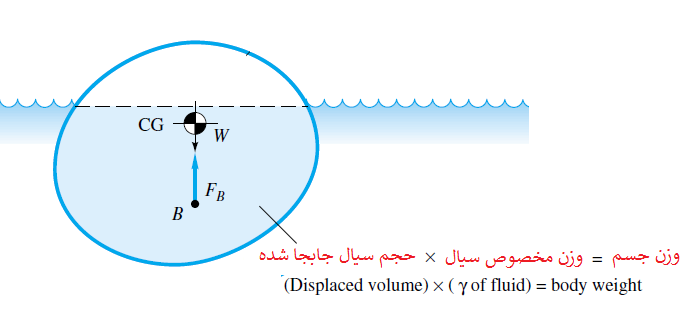 CG
W
F_B
B
وزن جسم = وزن مخصوص سیال × حجم سیال جابجا شده
(Displaced volume) × ( γ of fluid) = body weight